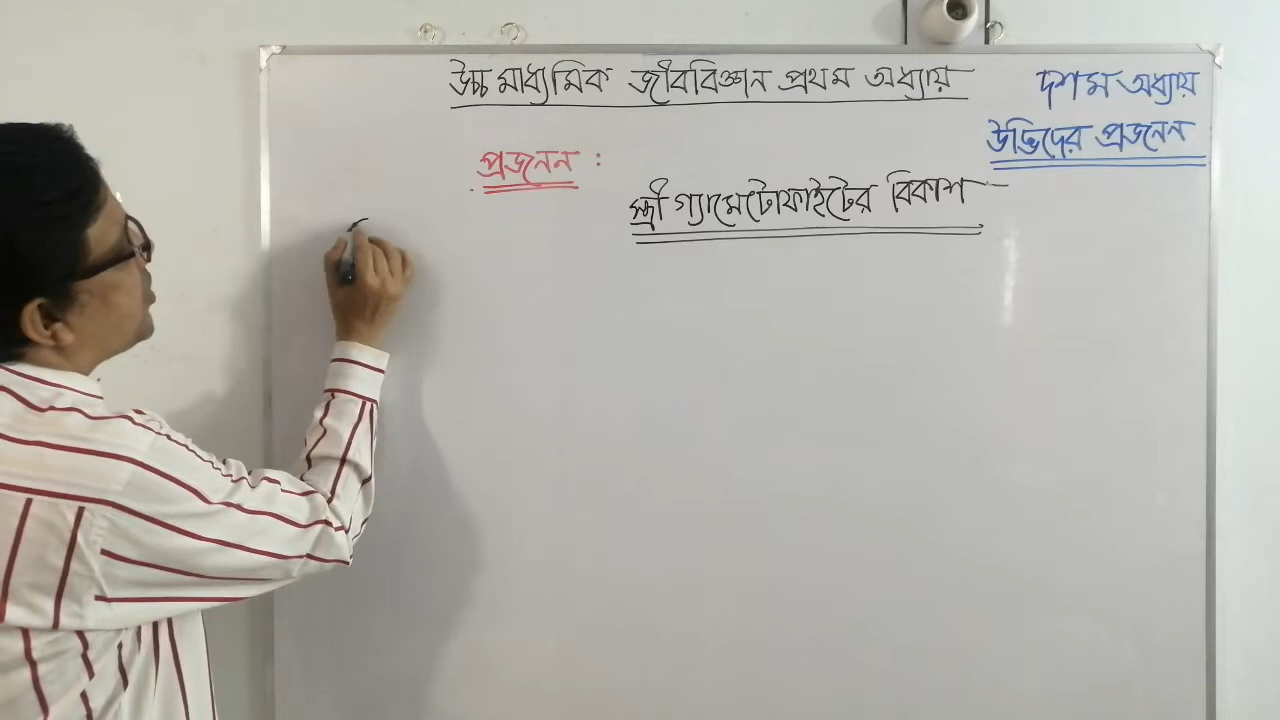 উচ্চ মাধ্যমিক জীববিজ্ঞান প্রথম অধ্যায়
দশম অধ্যায়
উদ্ভিদের প্রজনন
প্রজনন :
স্ত্রী গ্যামেটোফাইটের বিকাশ